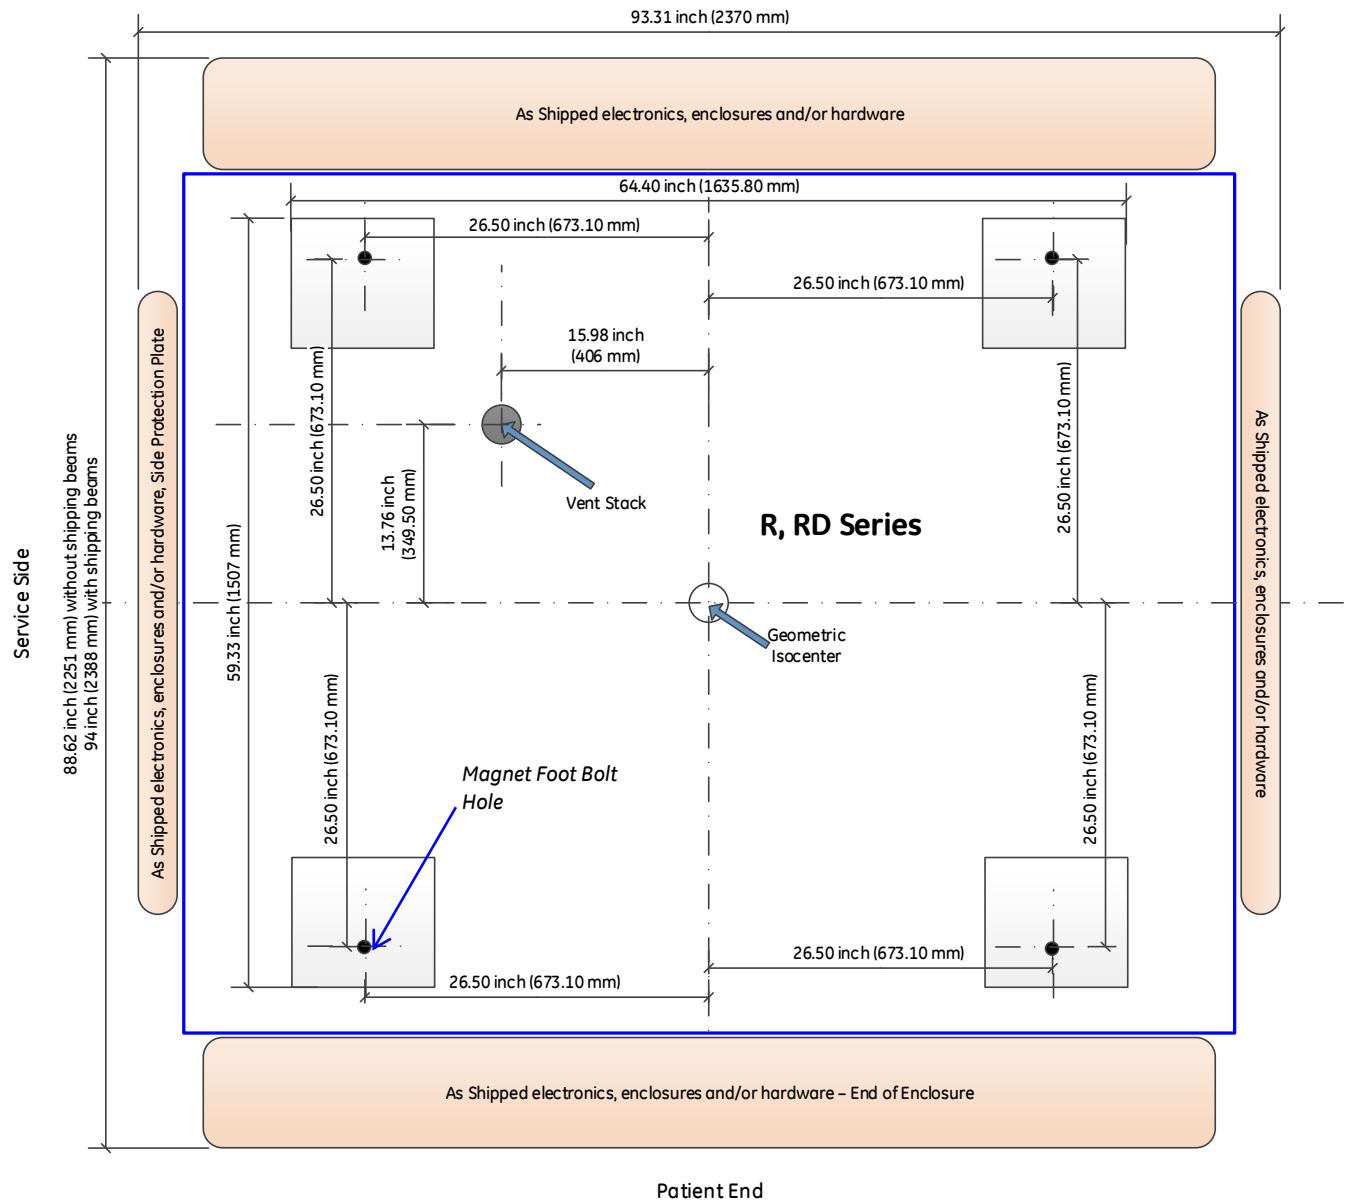 93.31 inch (2370 mm)
As Shipped electronics, enclosures and/or hardware
64.40 inch (1635.80 mm)
26.50 inch (673.10 mm)
26.50 inch (673.10 mm)
15.98 inch
(406 mm)
26.50 inch (673.10 mm)
26.50 inch (673.10 mm)
13.76 inch
(349.50 mm)
Vent Stack
R, RD Series
As Shipped electronics, enclosures and/or hardware, Side Protection Plate
As Shipped electronics, enclosures and/or hardware
Service Side
88.62 inch (2251 mm) without shipping beams
94 inch (2388 mm) with shipping beams
59.33 inch (1507 mm)
Geometric
Isocenter
26.50 inch (673.10 mm)
26.50 inch (673.10 mm)
Magnet Foot Bolt
Hole
26.50 inch (673.10 mm)
26.50 inch (673.10 mm)
As Shipped electronics, enclosures and/or hardware – End of Enclosure
Patient End